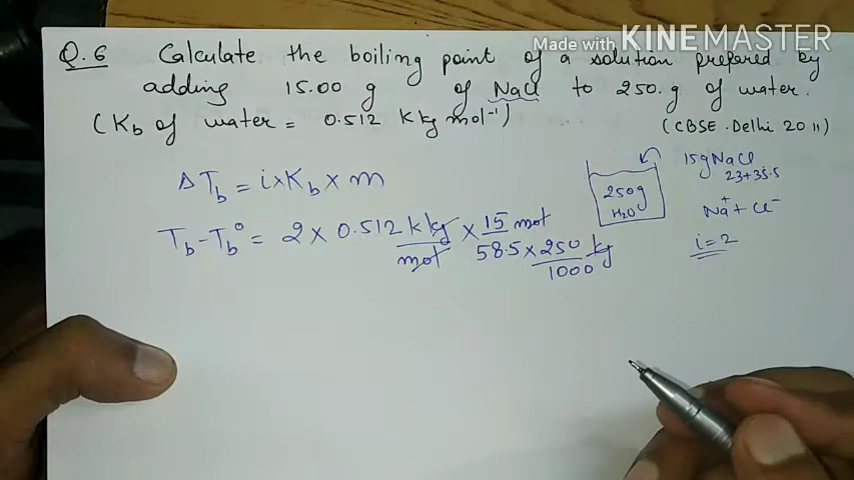 Made with KINEMASTER
Q.6 Calculate the boiling point of a solution prepared by
adding 15.00 g of NaCl to 250. g of water.
(Kb of water = 0.512 K kg mol⁻¹)
(CBSE. Delhi 2011)
ΔTb = i × Kb × m
15g NaCl
23+35.5
250g
H₂O
Na⁺ + Cl⁻
i = 2
Tb - Tb° = 2 × 0.512 K kg × 15 mol
mol 58.5 × 250 kg
1000